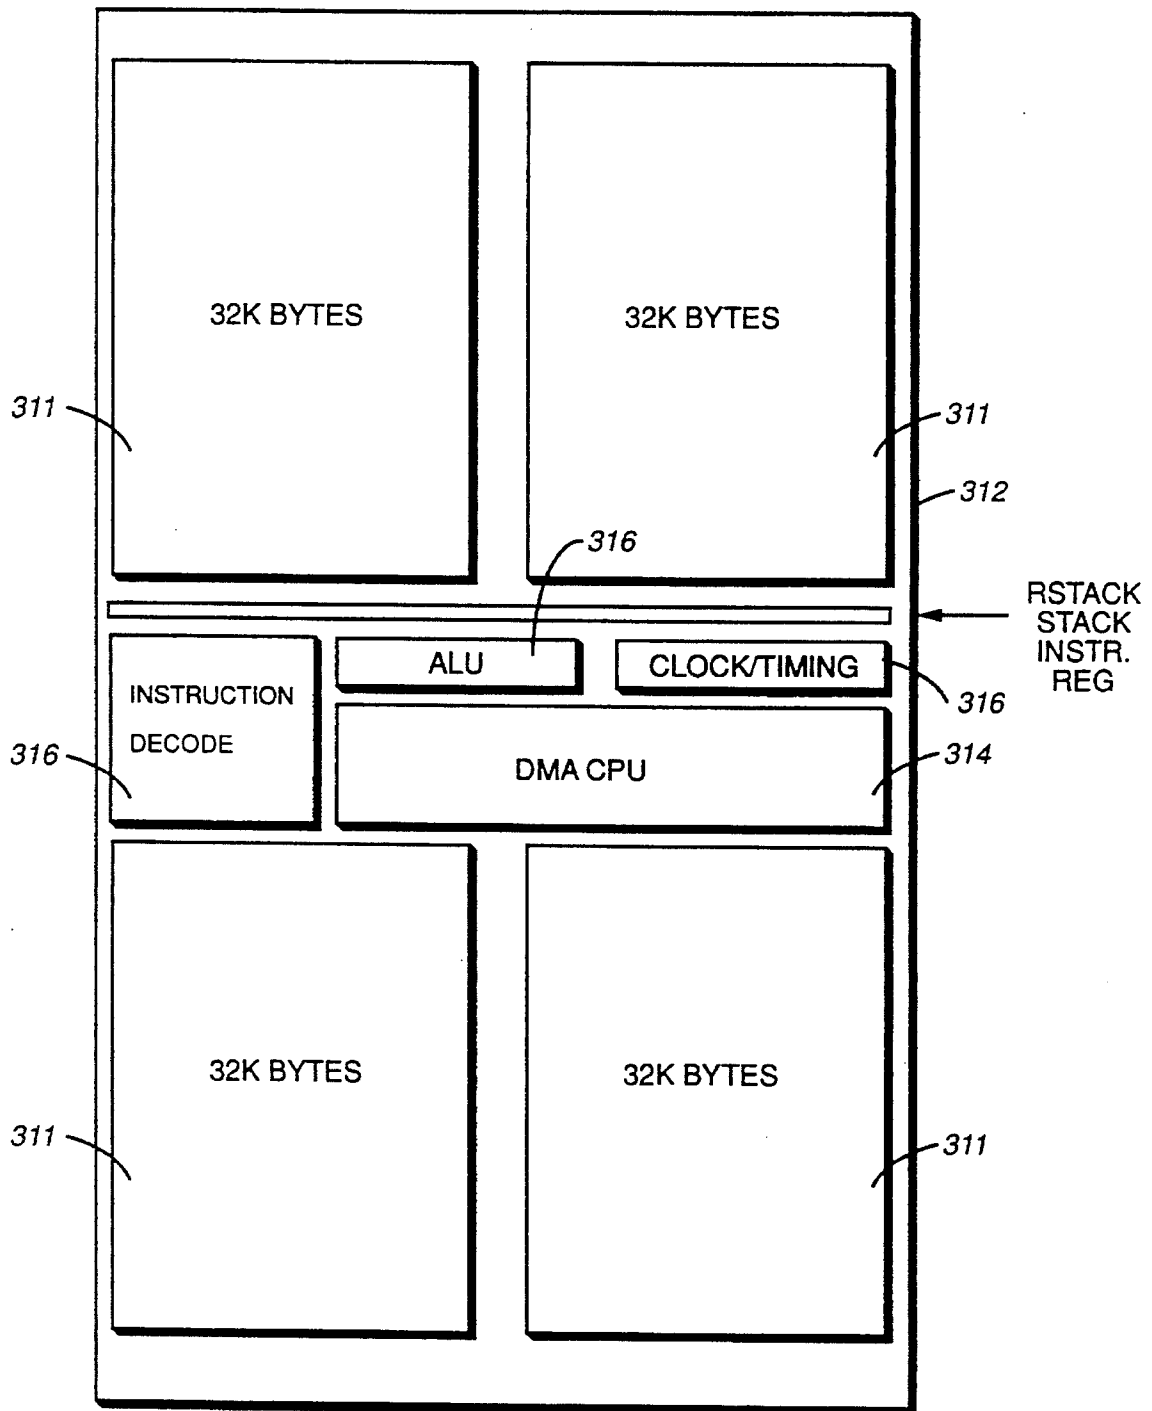 32K BYTES
32K BYTES
311
311
312
316
RSTACK
STACK
INSTR.
REG
ALU
CLOCK/TIMING
316
INSTRUCTION
DECODE
316
DMA CPU
314
32K BYTES
32K BYTES
311
311